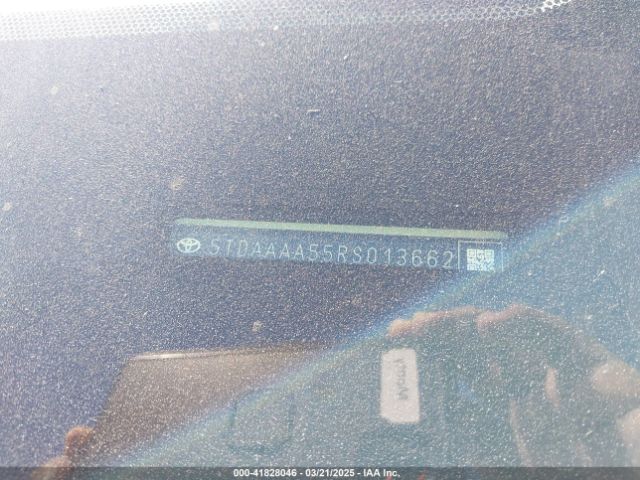 5TDAAAA55RS013662
000-41828046 — 03/21/2025 — IAA Inc.